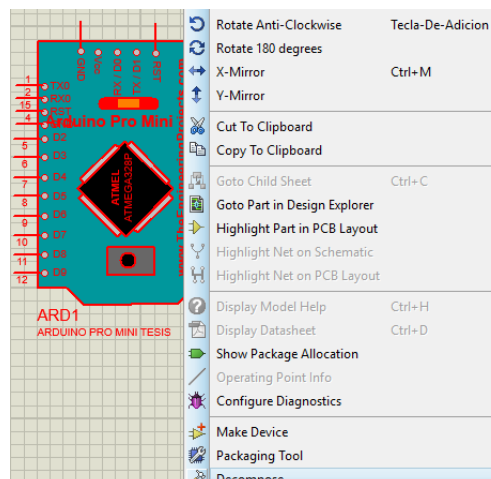 GND
Vcc
RX / D0
TX / D1
RST
1
TX0
2
RX0
15
RST
4
Arduino Pro Mini
5
D2
6
D3
7
D4
8
D5
9
D6
10
D7
11
D8
12
D9
ATMEL
ATMEGA328P
www.TheEngineeringProjects.com
ARD1
ARDUINO PRO MINI TESIS
Rotate Anti-Clockwise Tecla-De-Adicion
Rotate 180 degrees
X-Mirror Ctrl+M
Y-Mirror
Cut To Clipboard
Copy To Clipboard
Goto Child Sheet Ctrl+C
Goto Part in Design Explorer
Highlight Part in PCB Layout
Highlight Net on Schematic
Highlight Net on PCB Layout
Display Model Help Ctrl+H
Display Datasheet Ctrl+D
Show Package Allocation
Operating Point Info
Configure Diagnostics
Make Device
Packaging Tool
Decompose